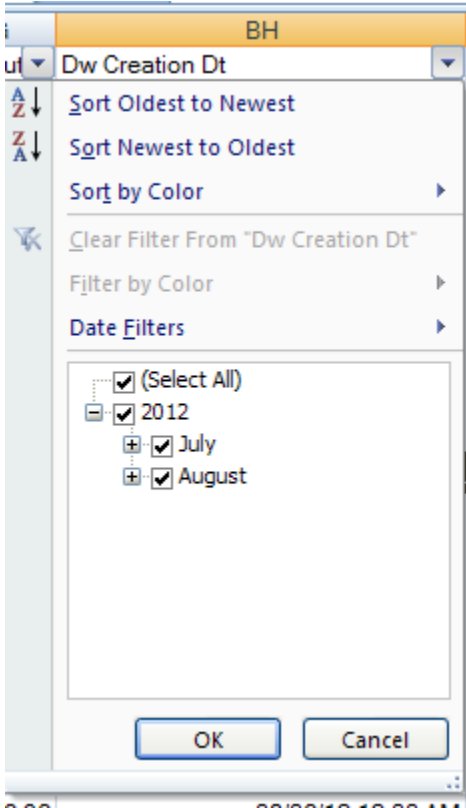 BH
Dw Creation Dt
Sort Oldest to Newest
Sort Newest to Oldest
Sort by Color
Clear Filter From "Dw Creation Dt"
Filter by Color
Date Filters
(Select All)
2012
July
August
OK Cancel